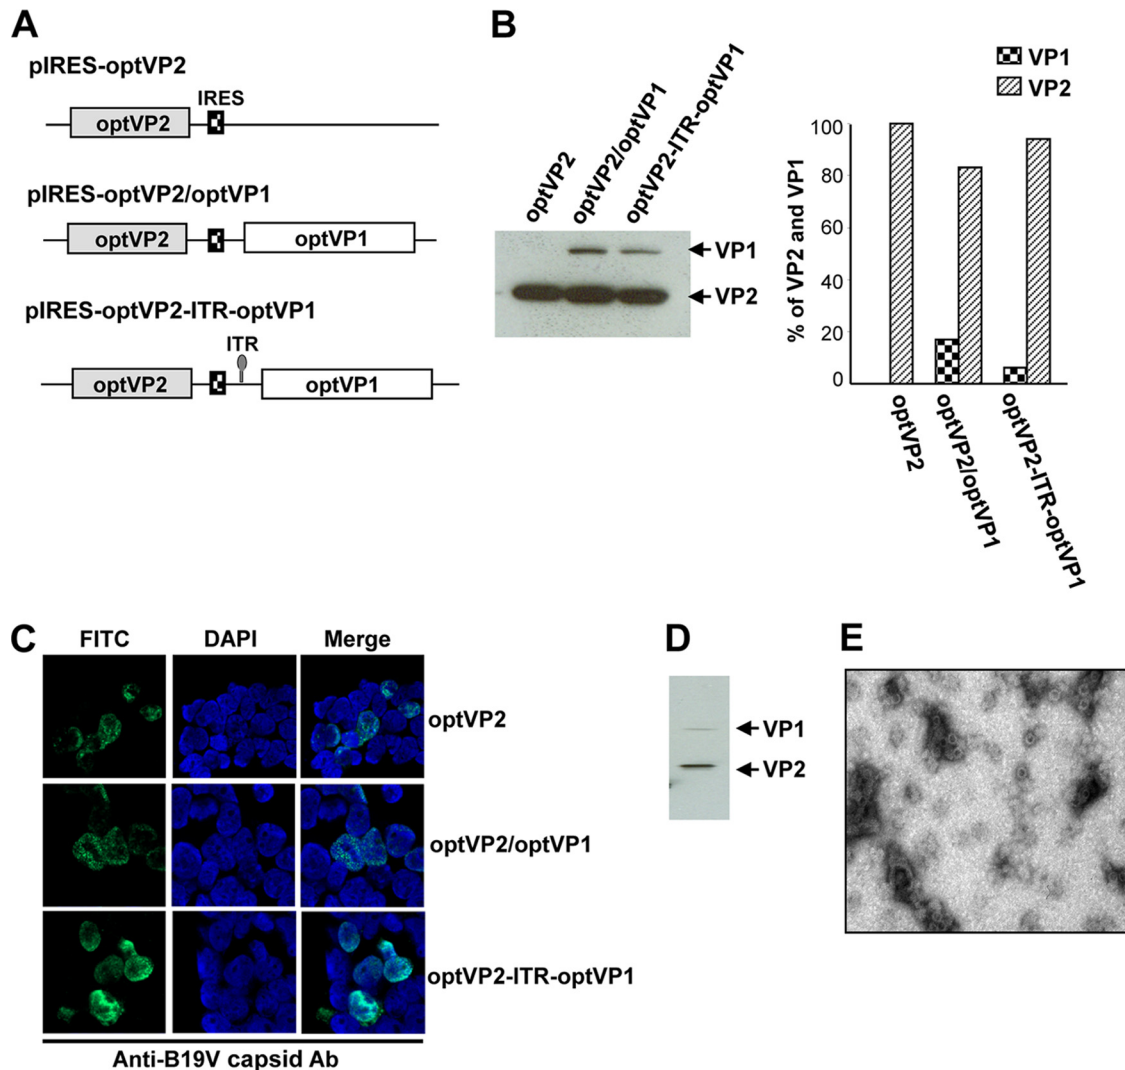 A
pIRES-optVP2
IRES
optVP2
pIRES-optVP2/optVP1
optVP2
optVP1
pIRES-optVP2-ITR-optVP1
ITR
optVP2
optVP1
B
optVP2
optVP2/optVP1
optVP2-ITR-optVP1
VP1
VP2
VP1
VP2
% of VP2 and VP1
100
80
60
40
20
0
optVP2
optVP2/optVP1
optVP2-ITR-optVP1
C
FITC
DAPI
Merge
optVP2
optVP2/optVP1
optVP2-ITR-optVP1
Anti-B19V capsid Ab
D
VP1
VP2
E